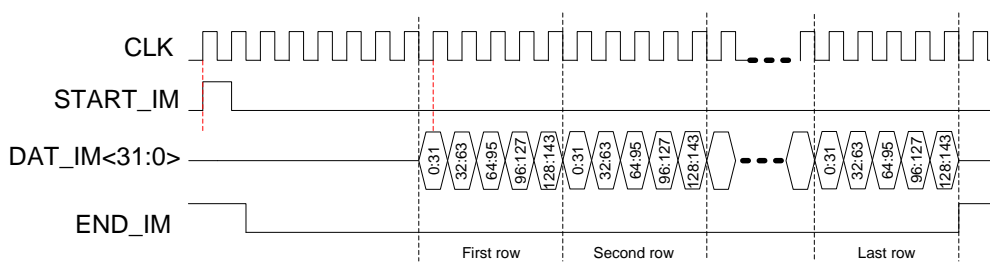 CLK
START_IM
DAT_IM<31:0>
0:31 32:63 64:95 96:127 128:143 0:31 32:63 64:95 96:127 128:143 0:31 32:63 64:95 96:127 128:143
END_IM
First row Second row Last row